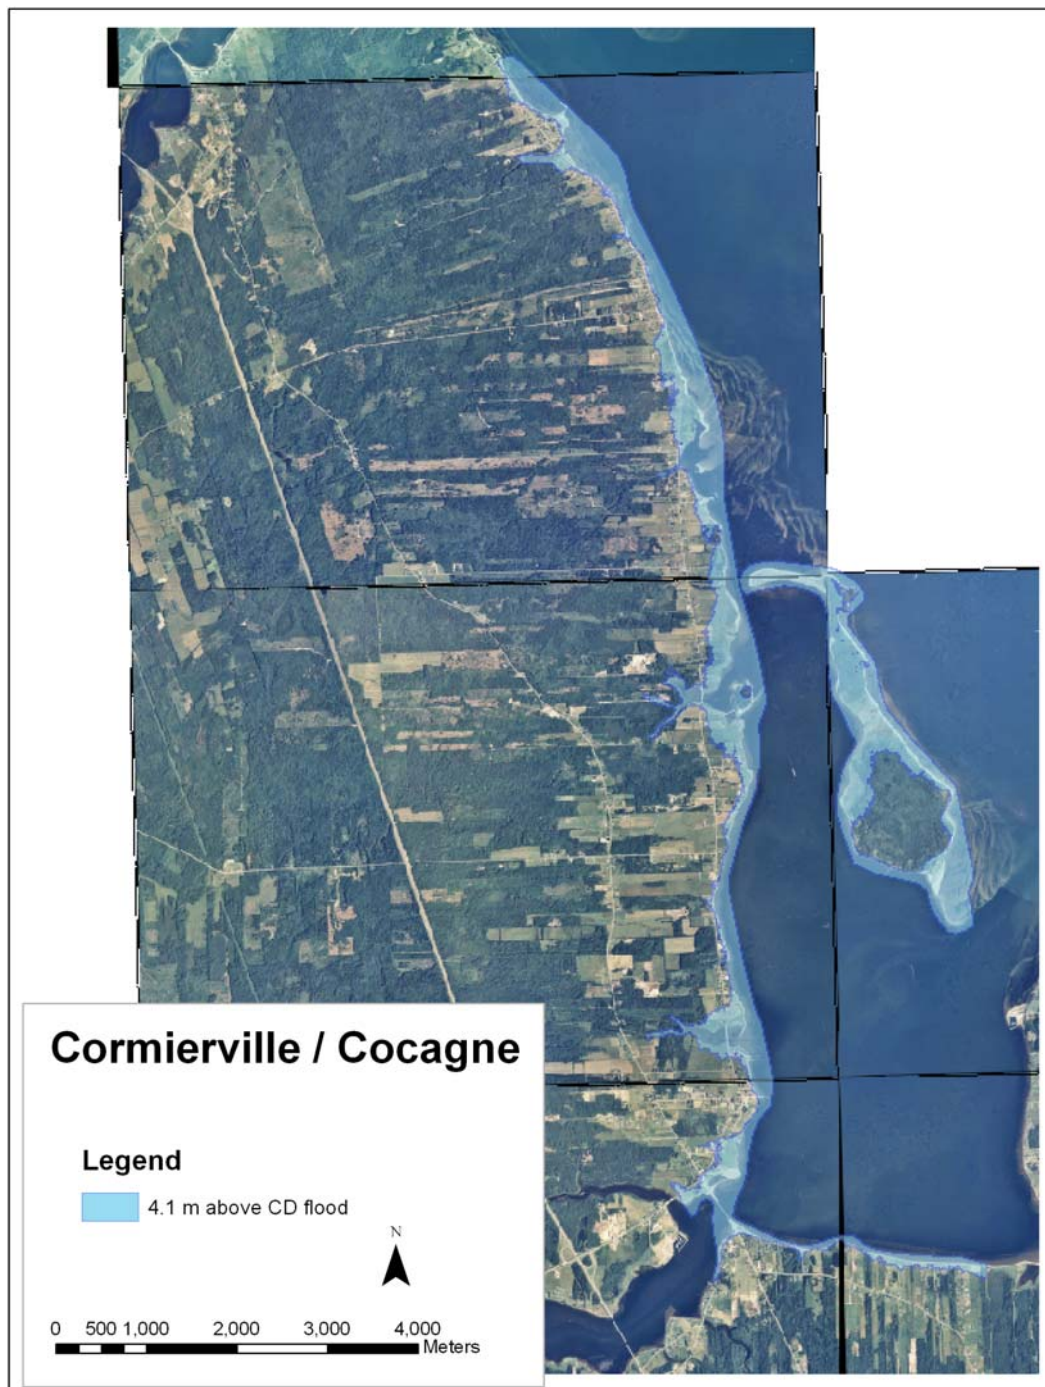 Cormierville / Cocagne
Legend
4.1 m above CD flood
N
0 500 1,000 2,000 3,000 4,000
Meters